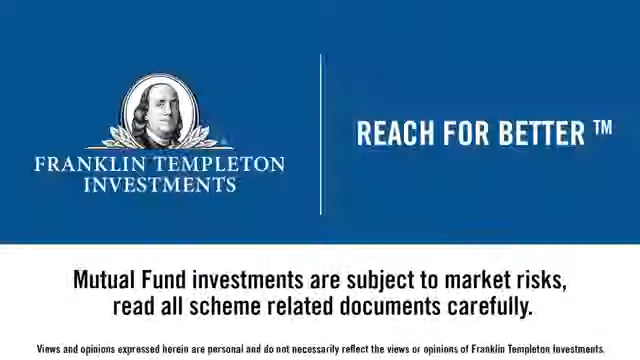 FRANKLIN TEMPLETON
INVESTMENTS
REACH FOR BETTER ™
Mutual Fund investments are subject to market risks,
read all scheme related documents carefully.
Views and opinions expressed herein are personal and do not necessarily reflect the views or opinions of Franklin Templeton Investments.